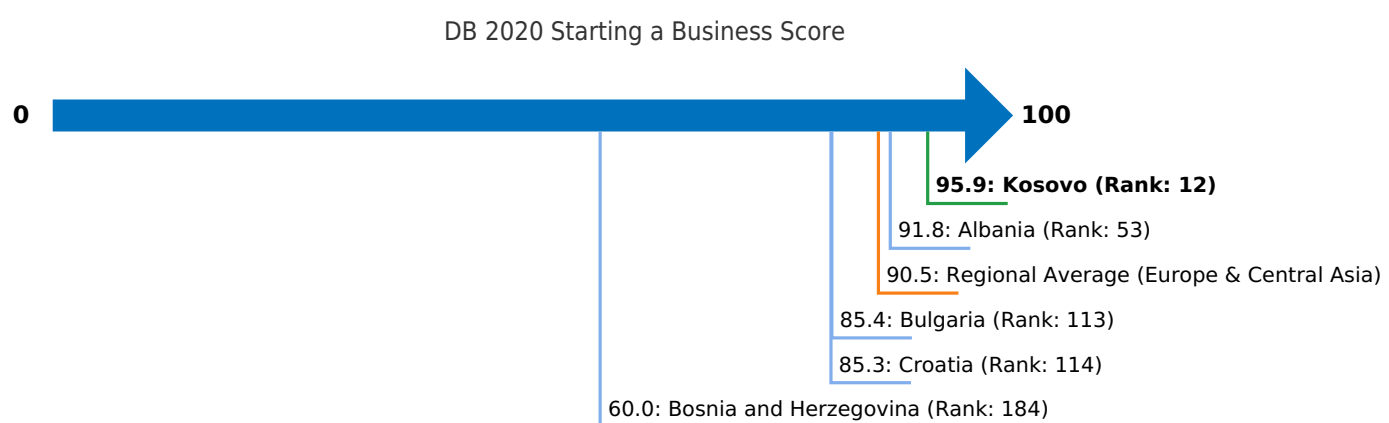 DB 2020 Starting a Business Score
0
100
95.9: Kosovo (Rank: 12)
91.8: Albania (Rank: 53)
90.5: Regional Average (Europe & Central Asia)
85.4: Bulgaria (Rank: 113)
85.3: Croatia (Rank: 114)
60.0: Bosnia and Herzegovina (Rank: 184)